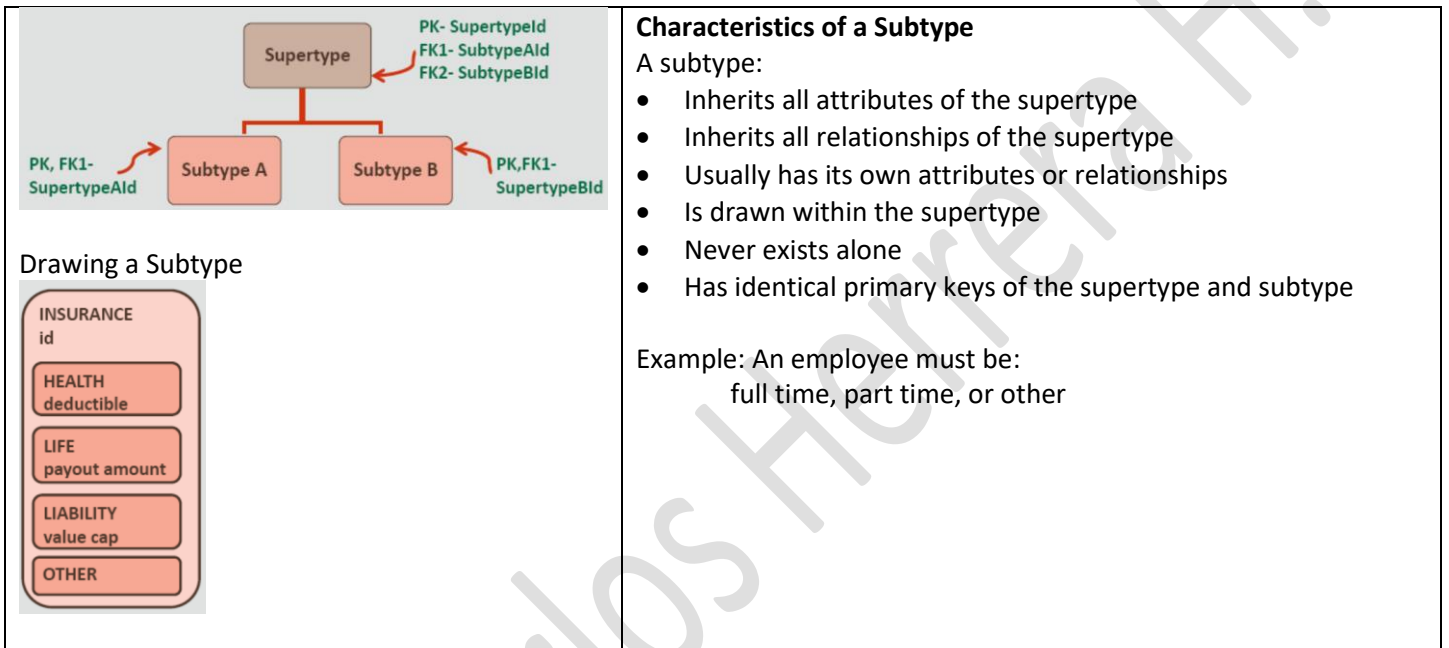 PK- SupertypeId
FK1- SubtypeAId
FK2- SubtypeBId
Supertype
PK, FK1-
SupertypeAId
Subtype A
Subtype B
PK,FK1-
SupertypeBId
Drawing a Subtype
INSURANCE
id
HEALTH
deductible
LIFE
payout amount
LIABILITY
value cap
OTHER
Characteristics of a Subtype
A subtype:
• Inherits all attributes of the supertype
• Inherits all relationships of the supertype
• Usually has its own attributes or relationships
• Is drawn within the supertype
• Never exists alone
• Has identical primary keys of the supertype and subtype
Example: An employee must be:
full time, part time, or other
los Herrera H.